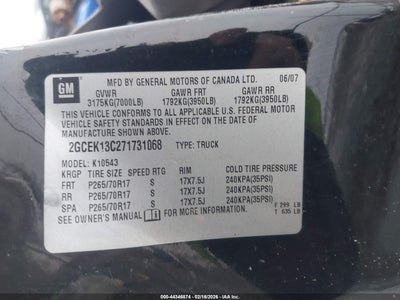 GM
MFD BY GENERAL MOTORS OF CANADA LTD. 06/07
GVWR GAWR FRT GAWR RR
3175KG(7000LB) 1792KG(3950LB) 1792KG(3950LB)
THIS VEHICLE CONFORMS TO ALL APPLICABLE U.S. FEDERAL
MOTOR VEHICLE SAFETY STANDARDS IN EFFECT ON THE DATE OF
MANUFACTURE SHOWN ABOVE.
2GCEK13C271731068 TYPE: TRUCK
MODEL: K10543
KRGP TIRE SIZE SPEED RTG RIM COLD TIRE PRESSURE
FRT P265/70R17 S 17X7.5J 240KPA(35PSI)
RR P265/70R17 S 17X7.5J 240KPA(35PSI)
SPA P265/70R17 S 17X7.5J 240KPA(35PSI)
SEE OWNER'S MANUAL FOR MORE INFORMATION.
F 299 LB
T 635 LB
000-44346874 - 02/18/2026 - © IAA Inc.